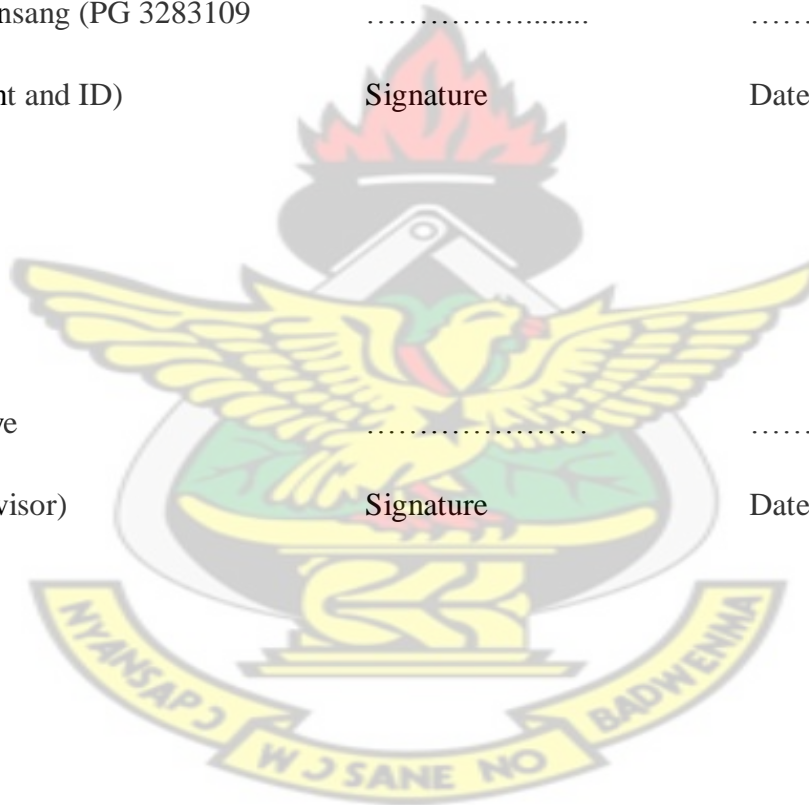 nsang (PG 3283109 ……………........ ……
nt and ID) Signature Date
ve ………………… ……
visor) Signature Date
NYANSAPƆ WƆSANE NO BADWENMA